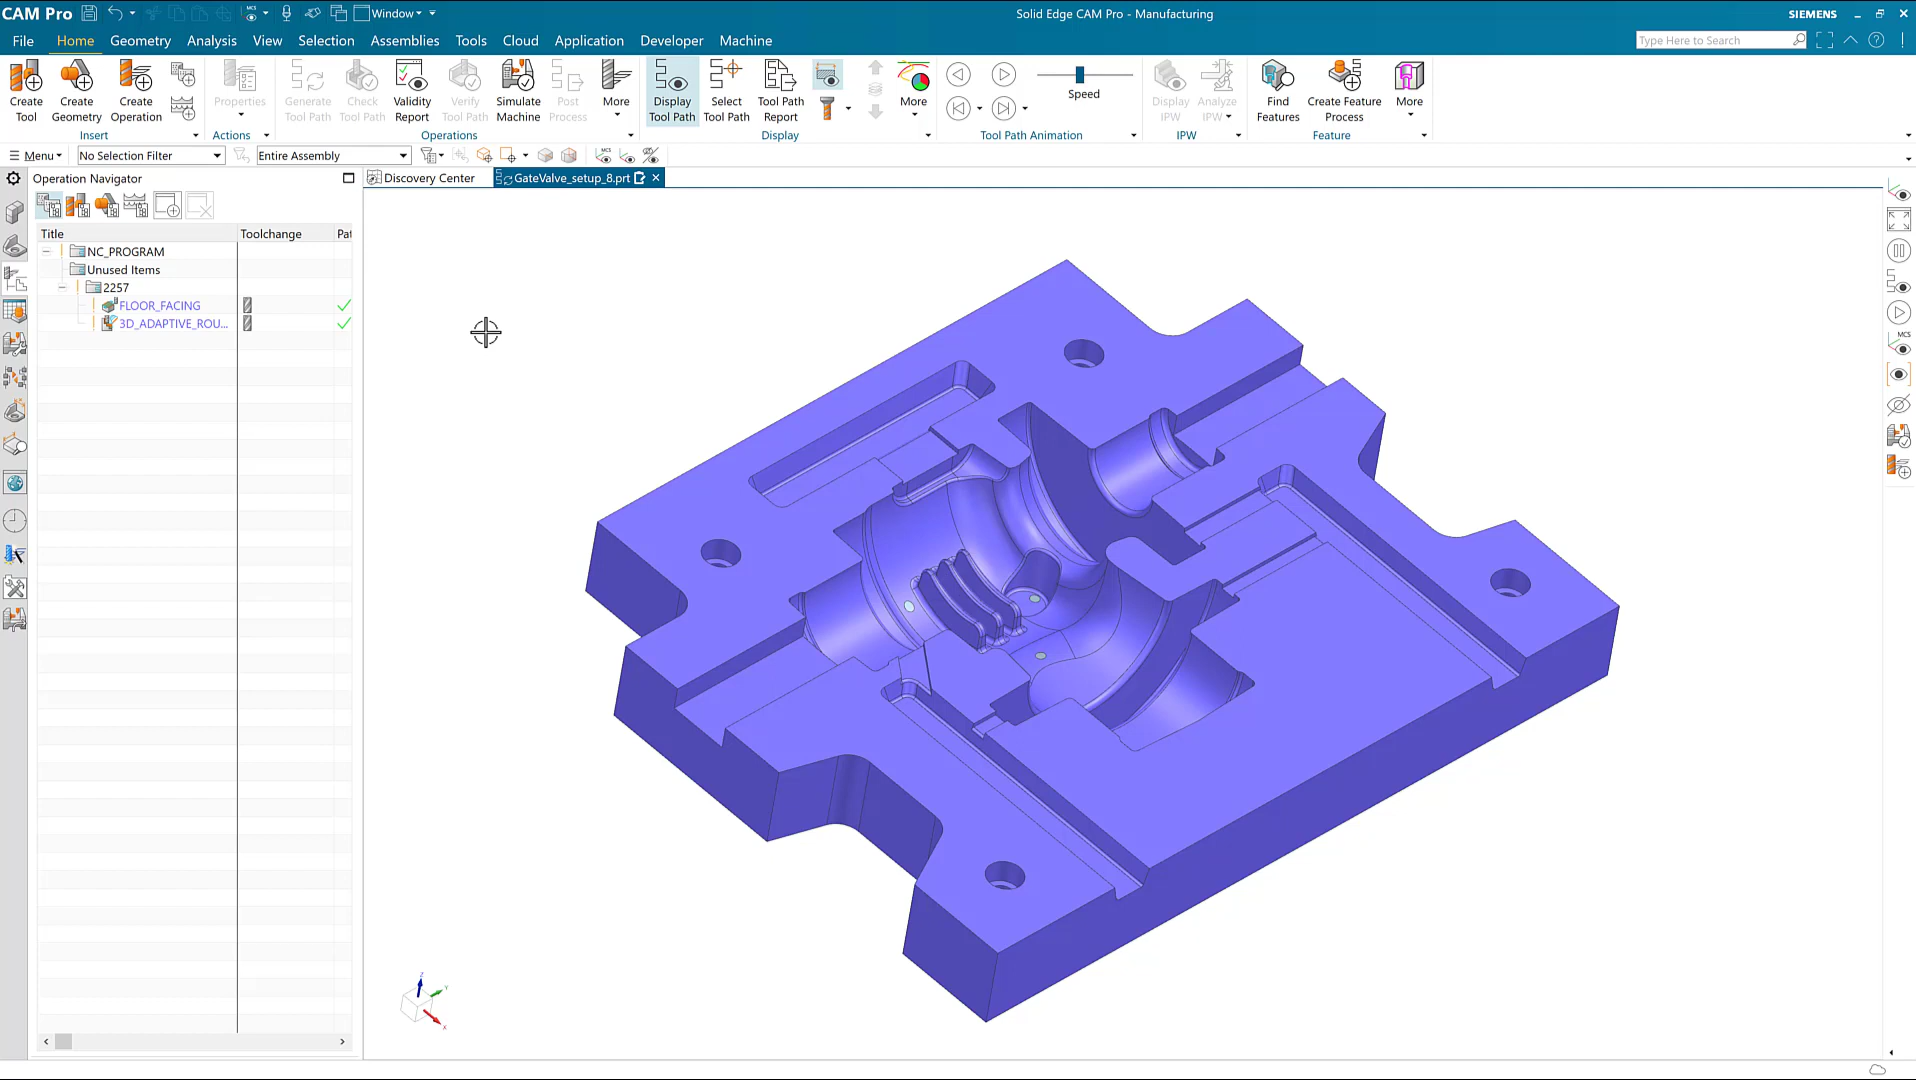 CAM Pro
Window
Solid Edge CAM Pro - Manufacturing
SIEMENS
File Home Geometry Analysis View Selection Assemblies Tools Cloud Application Developer Machine
Type Here to Search
Create Tool
Create Geometry
Create Operation
Insert
Properties
Actions
Generate Tool Path
Check Tool Path
Validity Report
Verify Tool Path
Simulate Machine
Post Process
More
Operations
Display Tool Path
Select Tool Path
Tool Path Report
More
Display
Speed
Tool Path Animation
Display IPW
Analyze IPW
IPW
Find Features
Create Feature Process
More
Feature
Menu
No Selection Filter
Entire Assembly
Operation Navigator
Discovery Center
GateValve_setup_8.prt
Title Toolchange Pat
NC_PROGRAM
Unused Items
2257
FLOOR_FACING
3D_ADAPTIVE_ROU...
MCS
Z
Y
X